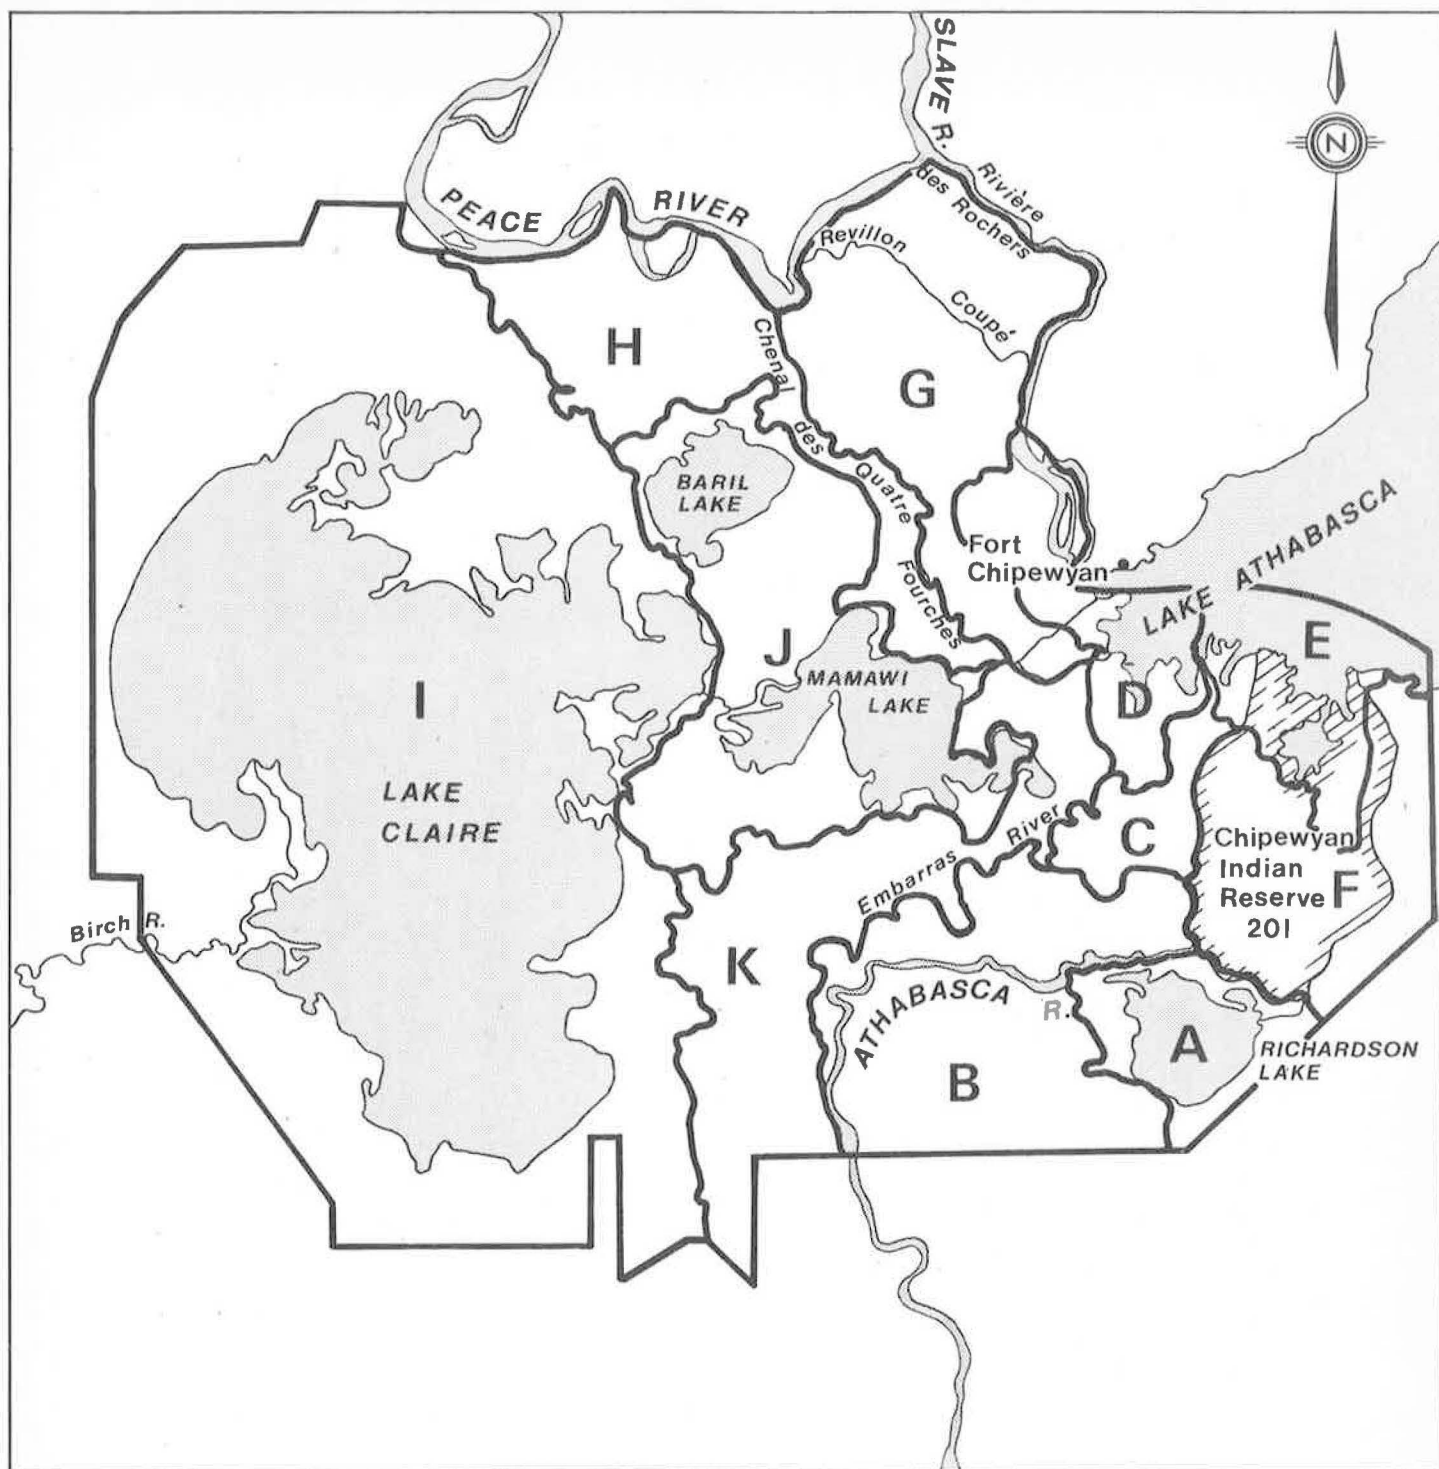 SLAVE R.
N
PEACE RIVER
Rivière
des Rochers
Revillon
Coupé
H
Chenal
des
Quatre
Fourches
G
BARIL
LAKE
Fort
Chipewyan
LAKE ATHABASCA
E
J
I
MAMAWI
LAKE
D
LAKE
CLAIRE
Embarras River
C
Chipewyan
Indian
Reserve
201
F
Birch R.
K
ATHABASCA R.
A
B
RICHARDSON
LAKE